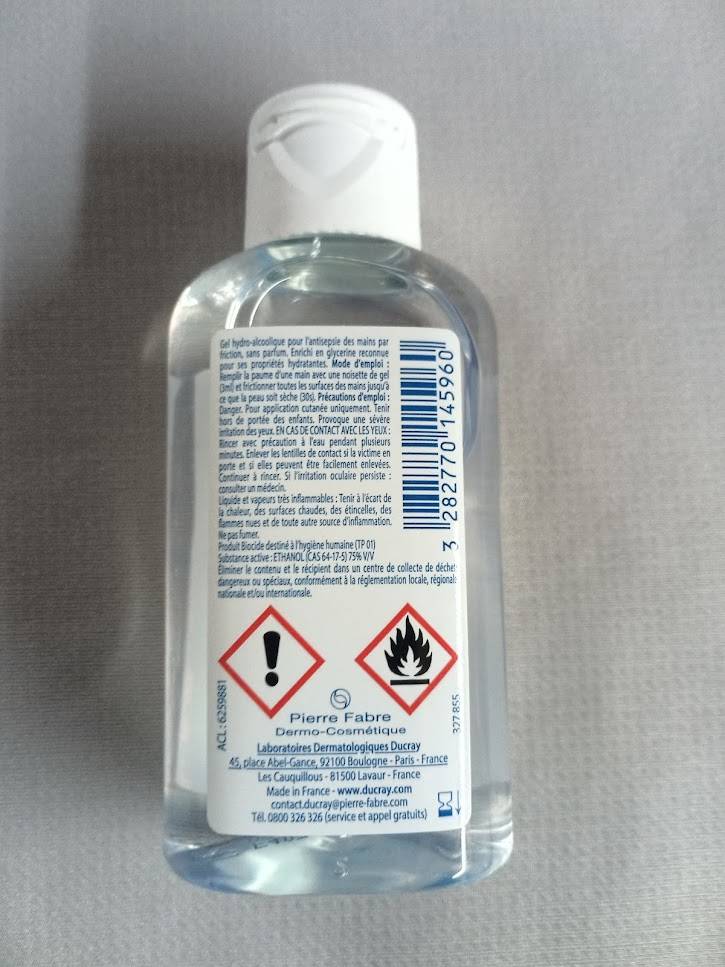 Gel hydro-alcoolique pour l'antisepsie des mains par
friction, sans parfum. Enrichi en glycerine reconnue
pour ses propriétés hydratantes. Mode d'emploi :
Remplir la paume d'une main avec une noisette de gel
(3ml) et frictionner toutes les surfaces des mains jusqu'à
ce que la peau soit sèche (30s). Précautions d'emploi :
Danger. Pour application cutanée uniquement. Tenir
hors de portée des enfants. Provoque une sévère
irritation des yeux. EN CAS DE CONTACT AVEC LES YEUX :
Rincer avec précaution à l'eau pendant plusieurs
minutes. Enlever les lentilles de contact si la victime en
porte et si elles peuvent être facilement enlevées.
Continuer à rincer. Si l'irritation oculaire persiste :
consulter un médecin.
Liquide et vapeurs très inflammables : Tenir à l'écart de
la chaleur, des surfaces chaudes, des étincelles, des
flammes nues et de toute autre source d'inflammation.
Ne pas fumer.
Produit Biocide destiné à l'hygiène humaine (TP 01)
Substance active : ETHANOL (CAS 64-17-5) 75% V/V
Éliminer le contenu et le récipient dans un centre de collecte de déchets
dangereux ou spéciaux, conformément à la réglementation locale, régionale
nationale et/ou internationale.
3 282770 145960
ACL : 6259881
327 855
Pierre Fabre
Dermo-Cosmétique
Laboratoires Dermatologiques Ducray
45, place Abel-Gance, 92100 Boulogne - Paris - France
Les Cauquillous - 81500 Lavaur - France
Made in France - www.ducray.com
contact.ducray@pierre-fabre.com
Tél. 0800 326 326 (service et appel gratuits)